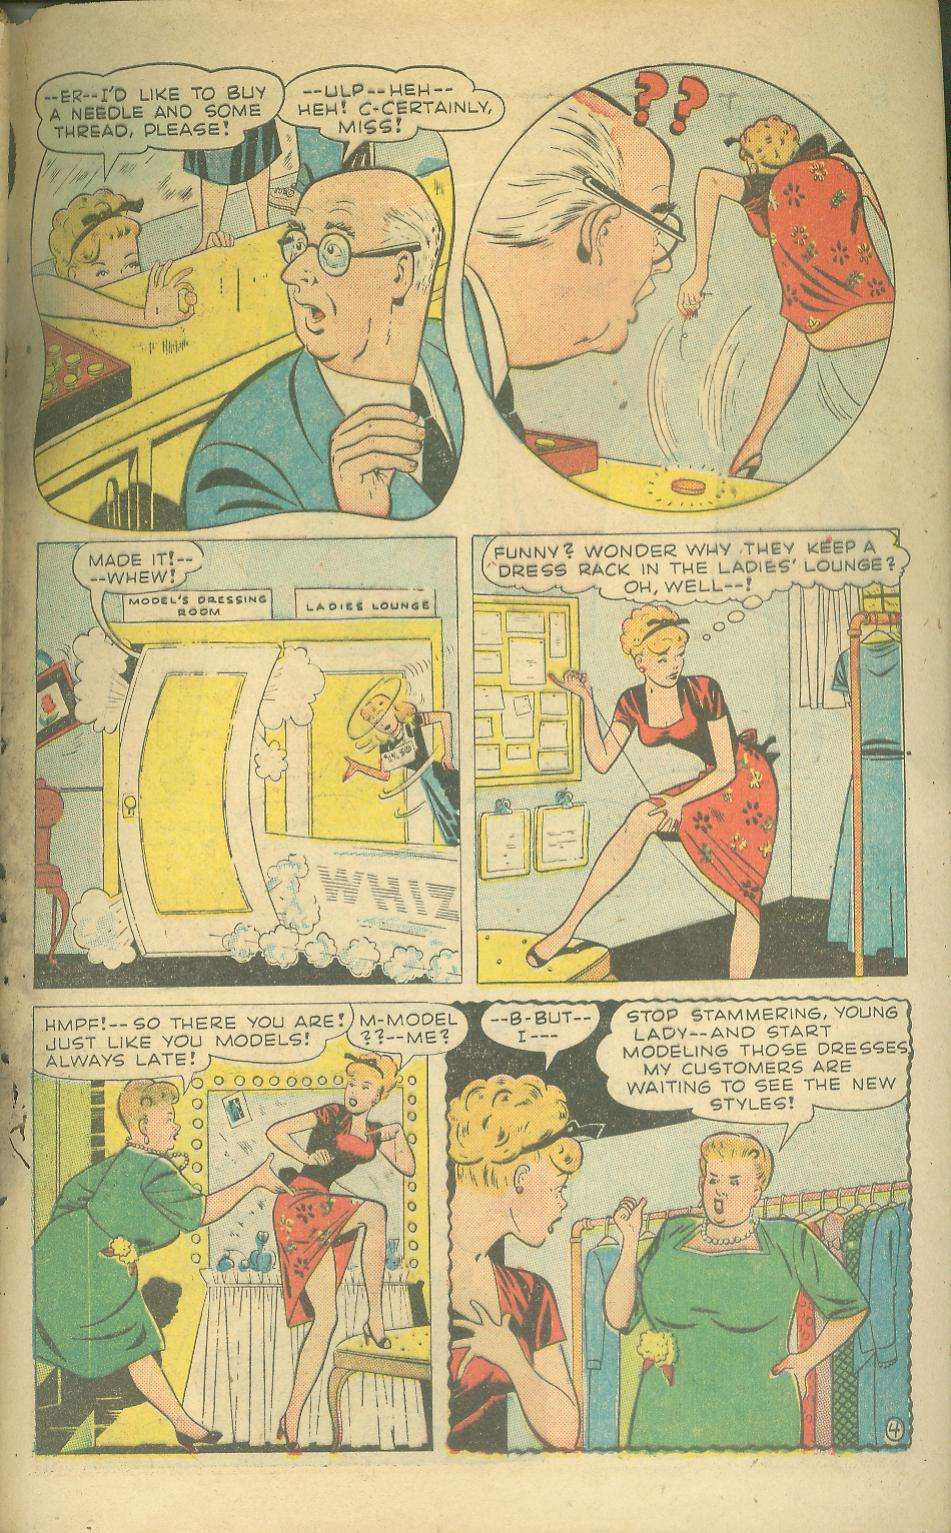 --ER--I'D LIKE TO BUY
A NEEDLE AND SOME
THREAD, PLEASE!
--ULP--HEH--
HEH! C-CERTAINLY,
MISS!
??
MADE IT!--
--WHEW!
MODEL'S DRESSING
ROOM
LADIES LOUNGE
WHIZ
FUNNY? WONDER WHY THEY KEEP A
DRESS RACK IN THE LADIES' LOUNGE?
OH, WELL--!
HMPF!--SO THERE YOU ARE!
JUST LIKE YOU MODELS!
ALWAYS LATE!
M-MODEL
??--ME?
--B-BUT--
I----
STOP STAMMERING, YOUNG
LADY--AND START
MODELING THOSE DRESSES
MY CUSTOMERS ARE
WAITING TO SEE THE NEW
STYLES!
4